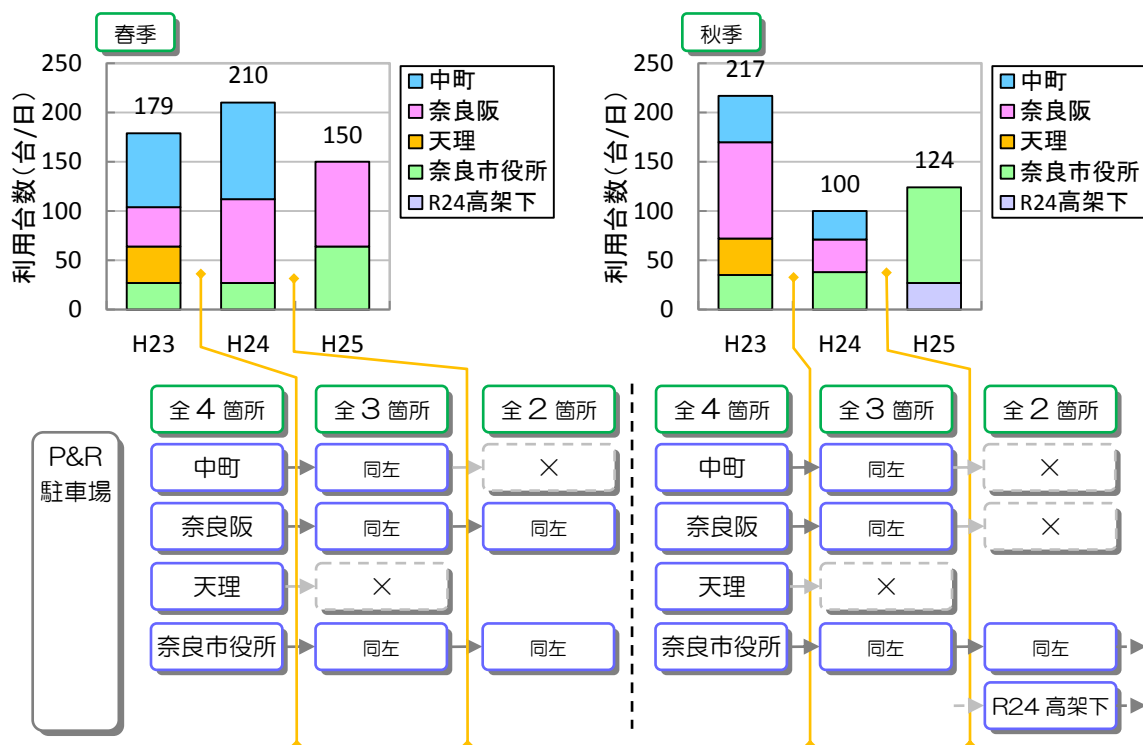 春季
利用台数(台/日)
250
200
150
100
50
0
179
210
150
H23
H24
H25
中町
奈良阪
天理
奈良市役所
R24高架下
秋季
利用台数(台/日)
250
200
150
100
50
0
217
100
124
H23
H24
H25
中町
奈良阪
天理
奈良市役所
R24高架下
P&R
駐車場
全4箇所
全3箇所
全2箇所
中町
同左
×
奈良阪
同左
同左
天理
×
奈良市役所
同左
同左
全4箇所
全3箇所
全2箇所
中町
同左
×
奈良阪
同左
×
天理
×
奈良市役所
同左
同左
R24高架下